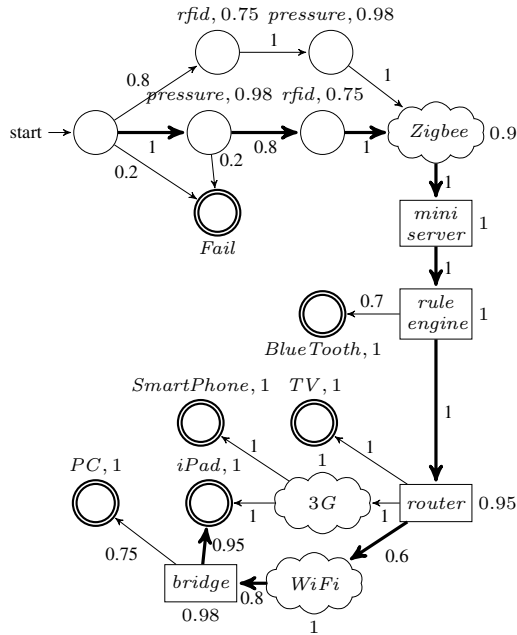 rfid, 0.75 pressure, 0.98
1
0.8
1
pressure, 0.98 rfid, 0.75
start
1
0.8
1
Zigbee
0.9
0.2
0.2
1
Fail
mini
server
1
1
0.7
rule
engine
1
BlueTooth, 1
SmartPhone, 1 TV, 1
1
1
1
1
PC, 1 iPad, 1
3G
1
1
router
0.95
0.75
0.95
0.6
bridge
0.8
WiFi
0.98
1